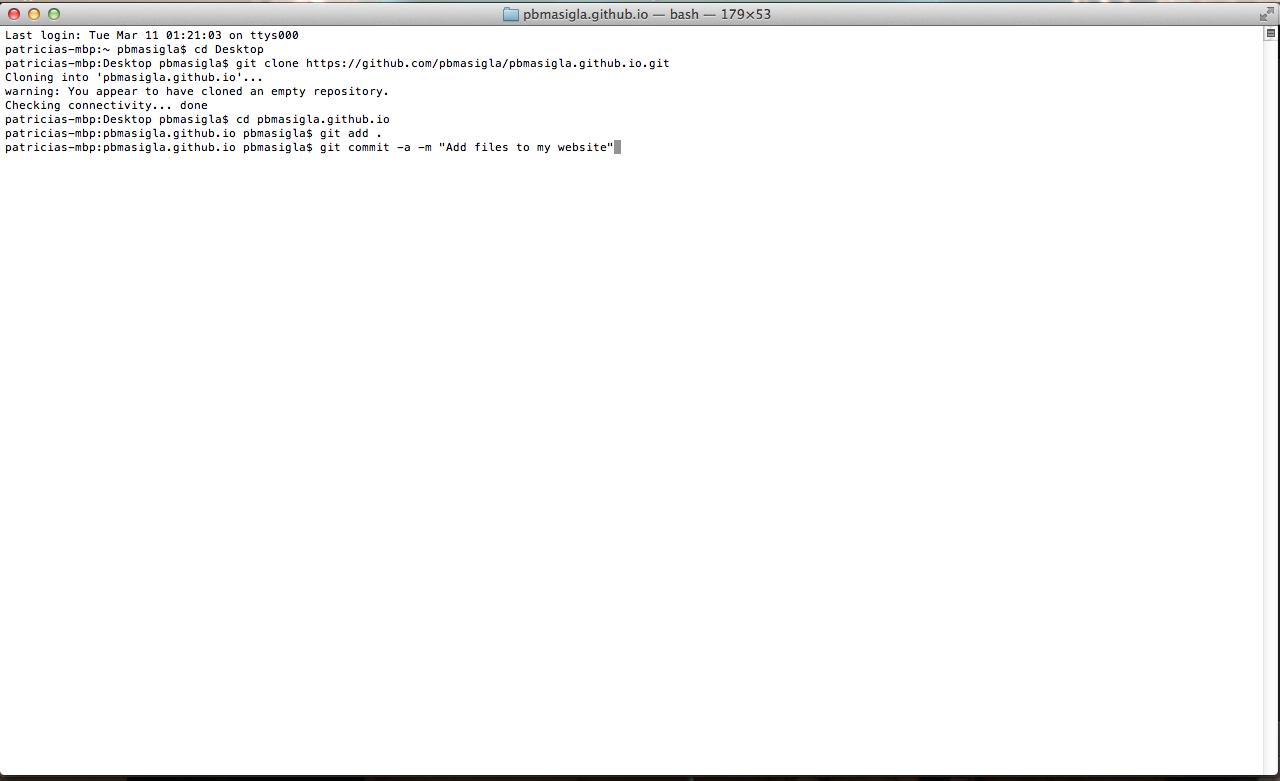 pbmasigla.github.io — bash — 179×53
Last login: Tue Mar 11 01:21:03 on ttys000
patricias-mbp:~ pbmasigla$ cd Desktop
patricias-mbp:Desktop pbmasigla$ git clone https://github.com/pbmasigla/pbmasigla.github.io.git
Cloning into 'pbmasigla.github.io'...
warning: You appear to have cloned an empty repository.
Checking connectivity... done
patricias-mbp:Desktop pbmasigla$ cd pbmasigla.github.io
patricias-mbp:pbmasigla.github.io pbmasigla$ git add .
patricias-mbp:pbmasigla.github.io pbmasigla$ git commit -a -m "Add files to my website"